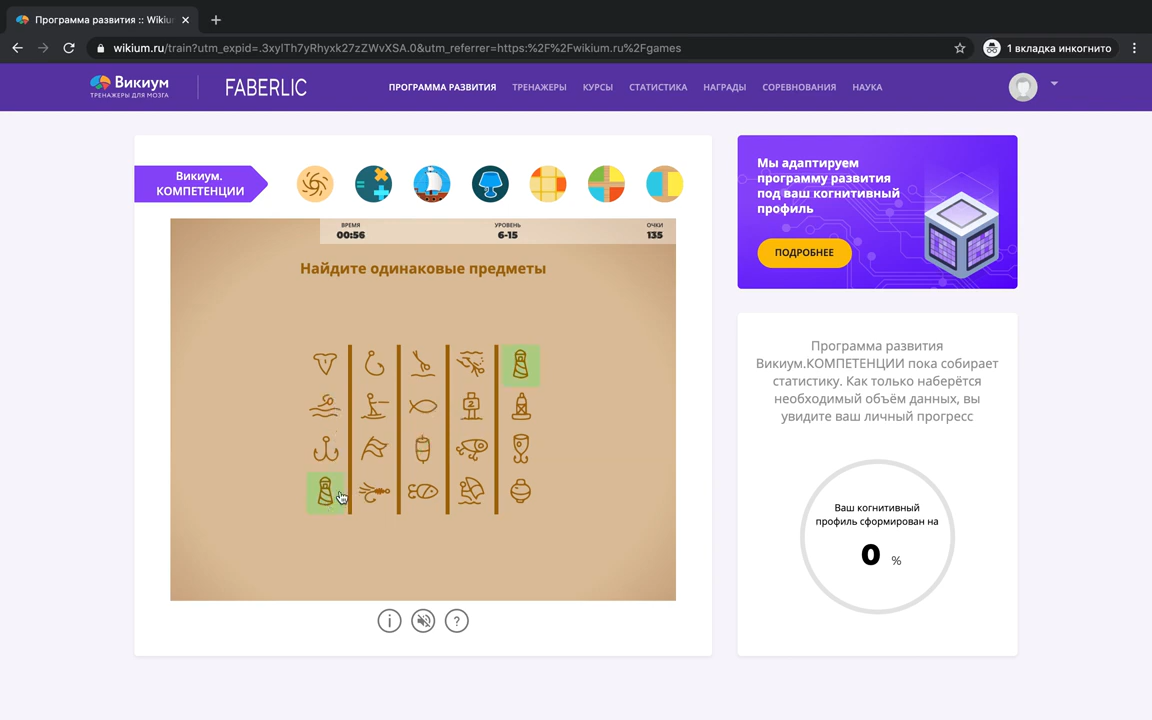 Программа развития :: Wikiu
wikium.ru/train?utm_expid=.3xyITh7yRhyxk27zZWvXSA.0&utm_referrer=https:%2F%2Fwikium.ru%2Fgames
1 вкладка инкогнито
Викиум
ТРЕНАЖЕРЫ ДЛЯ МОЗГА
FABERLIC
ПРОГРАММА РАЗВИТИЯ
ТРЕНАЖЕРЫ
КУРСЫ
СТАТИСТИКА
НАГРАДЫ
СОРЕВНОВАНИЯ
НАУКА
Викиум.
КОМПЕТЕНЦИИ
ВРЕМЯ
00:56
УРОВЕНЬ
6-15
ОЧКИ
135
Найдите одинаковые предметы
2
i
?
Мы адаптируем
программу развития
под ваш когнитивный
профиль
ПОДРОБНЕЕ
Программа развития
Викиум.КОМПЕТЕНЦИИ пока собирает
статистику. Как только наберётся
необходимый объём данных, вы
увидите ваш личный прогресс
Ваш когнитивный
профиль сформирован на
0 %